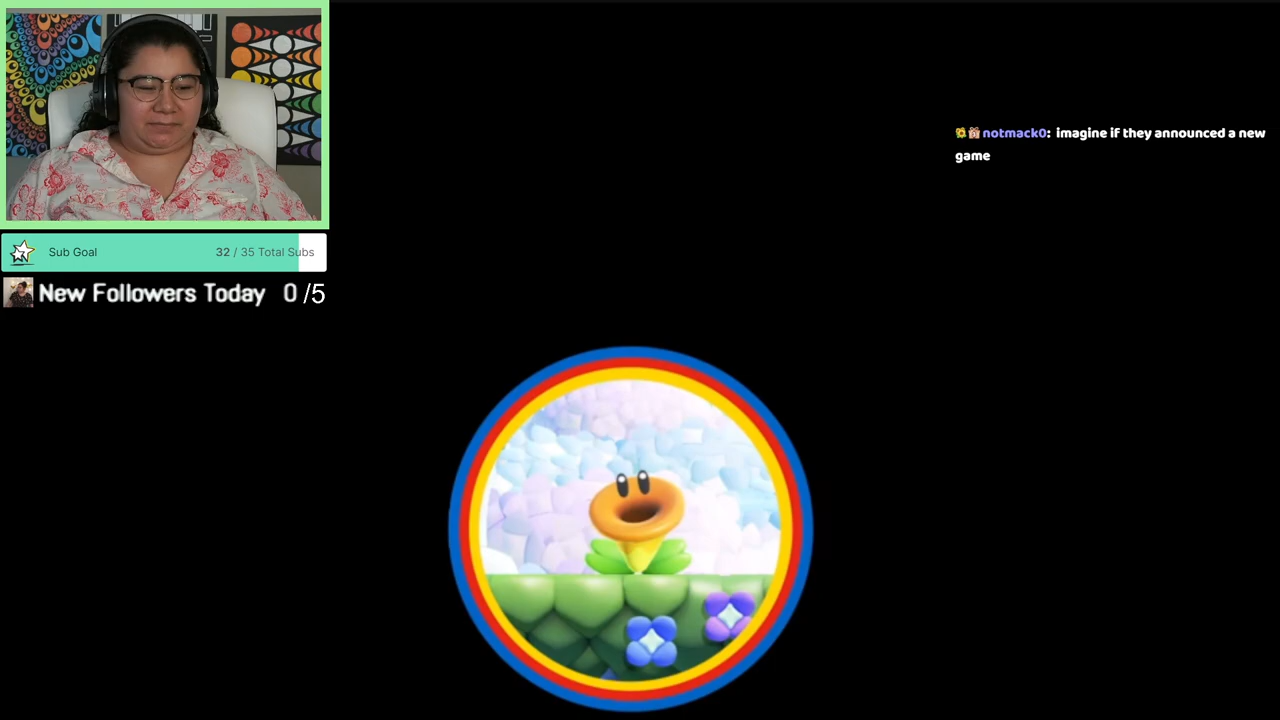 Sub Goal 32 / 35 Total Subs
New Followers Today 0 /5
notmack0: imagine if they announced a new
game